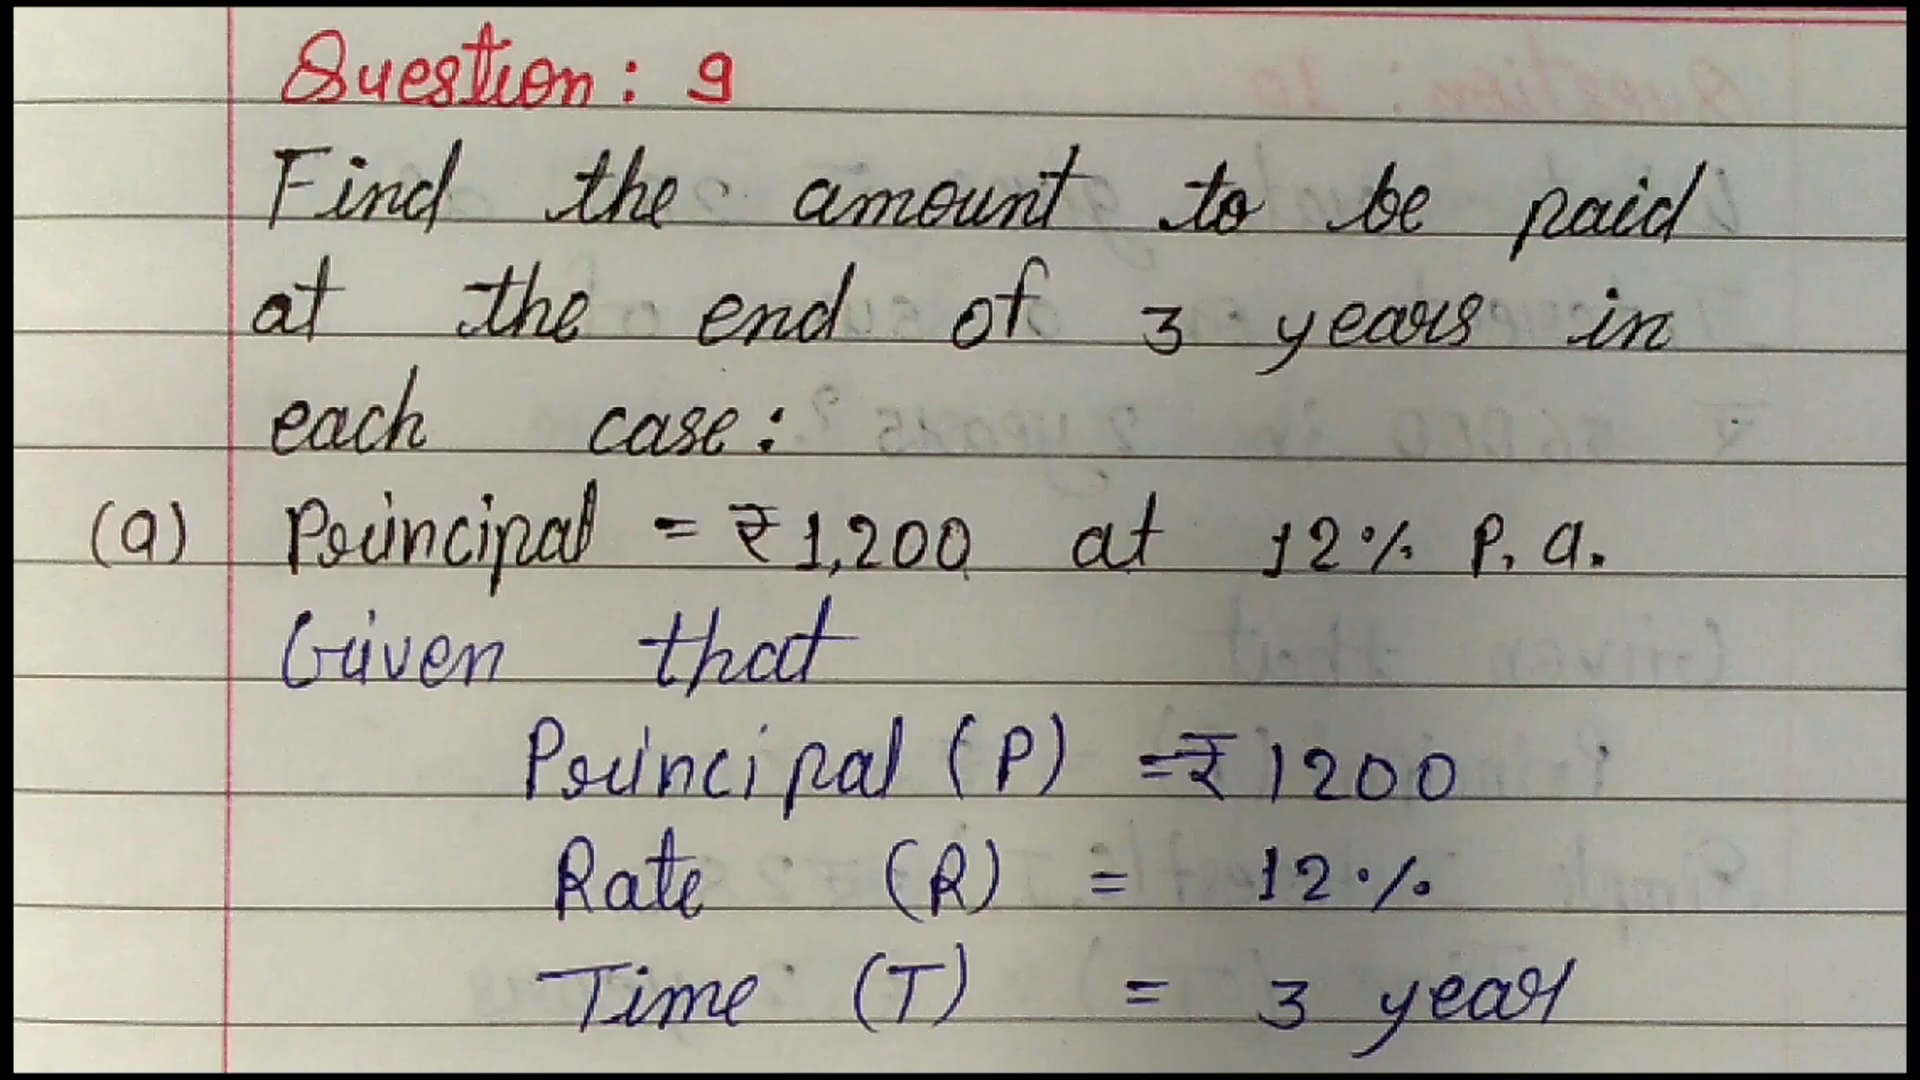 Question: 9
Find the amount to be paid
at the end of 3 years in
each case:
(a) Principal = ₹1,200 at 12% P.a.
Given that
Principal (P) = ₹1200
Rate (R) = 12%
Time (T) = 3 year